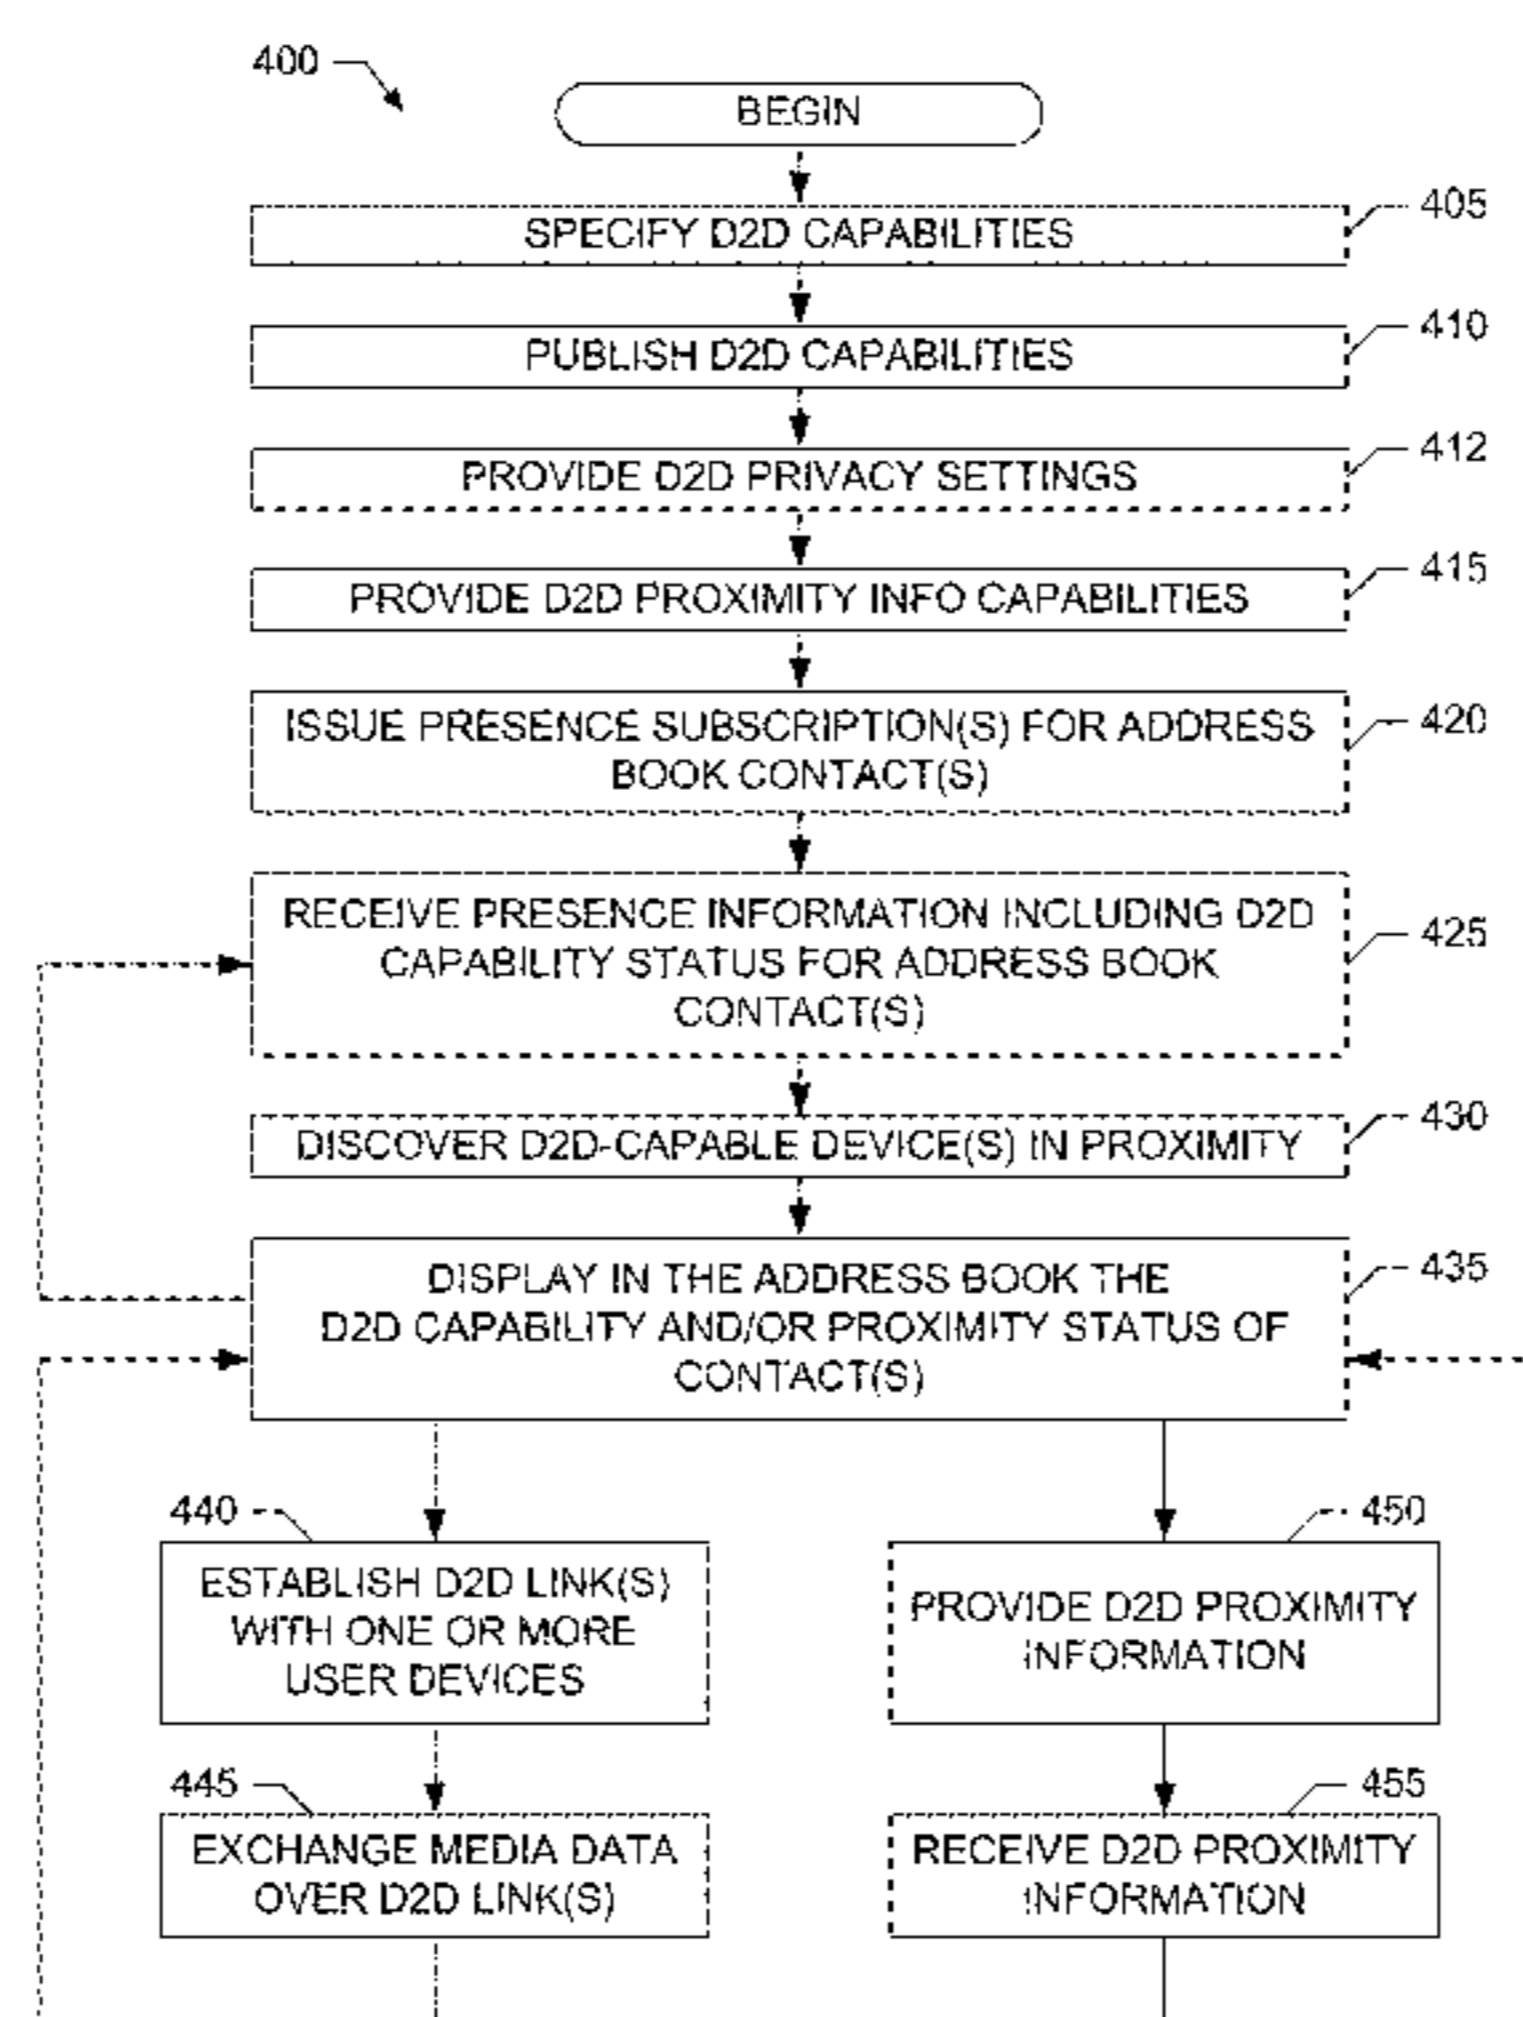 400
BEGIN
405
SPECIFY D2D CAPABILITIES
410
PUBLISH D2D CAPABILITIES
412
PROVIDE D2D PRIVACY SETTINGS
415
PROVIDE D2D PROXIMITY INFO CAPABILITIES
420
ISSUE PRESENCE SUBSCRIPTION(S) FOR ADDRESS
BOOK CONTACT(S)
425
RECEIVE PRESENCE INFORMATION INCLUDING D2D
CAPABILITY STATUS FOR ADDRESS BOOK
CONTACT(S)
430
DISCOVER D2D-CAPABLE DEVICE(S) IN PROXIMITY
435
DISPLAY IN THE ADDRESS BOOK THE
D2D CAPABILITY AND/OR PROXIMITY STATUS OF
CONTACT(S)
440
ESTABLISH D2D LINK(S)
WITH ONE OR MORE
USER DEVICES
445
EXCHANGE MEDIA DATA
OVER D2D LINK(S)
450
PROVIDE D2D PROXIMITY
INFORMATION
455
RECEIVE D2D PROXIMITY
INFORMATION